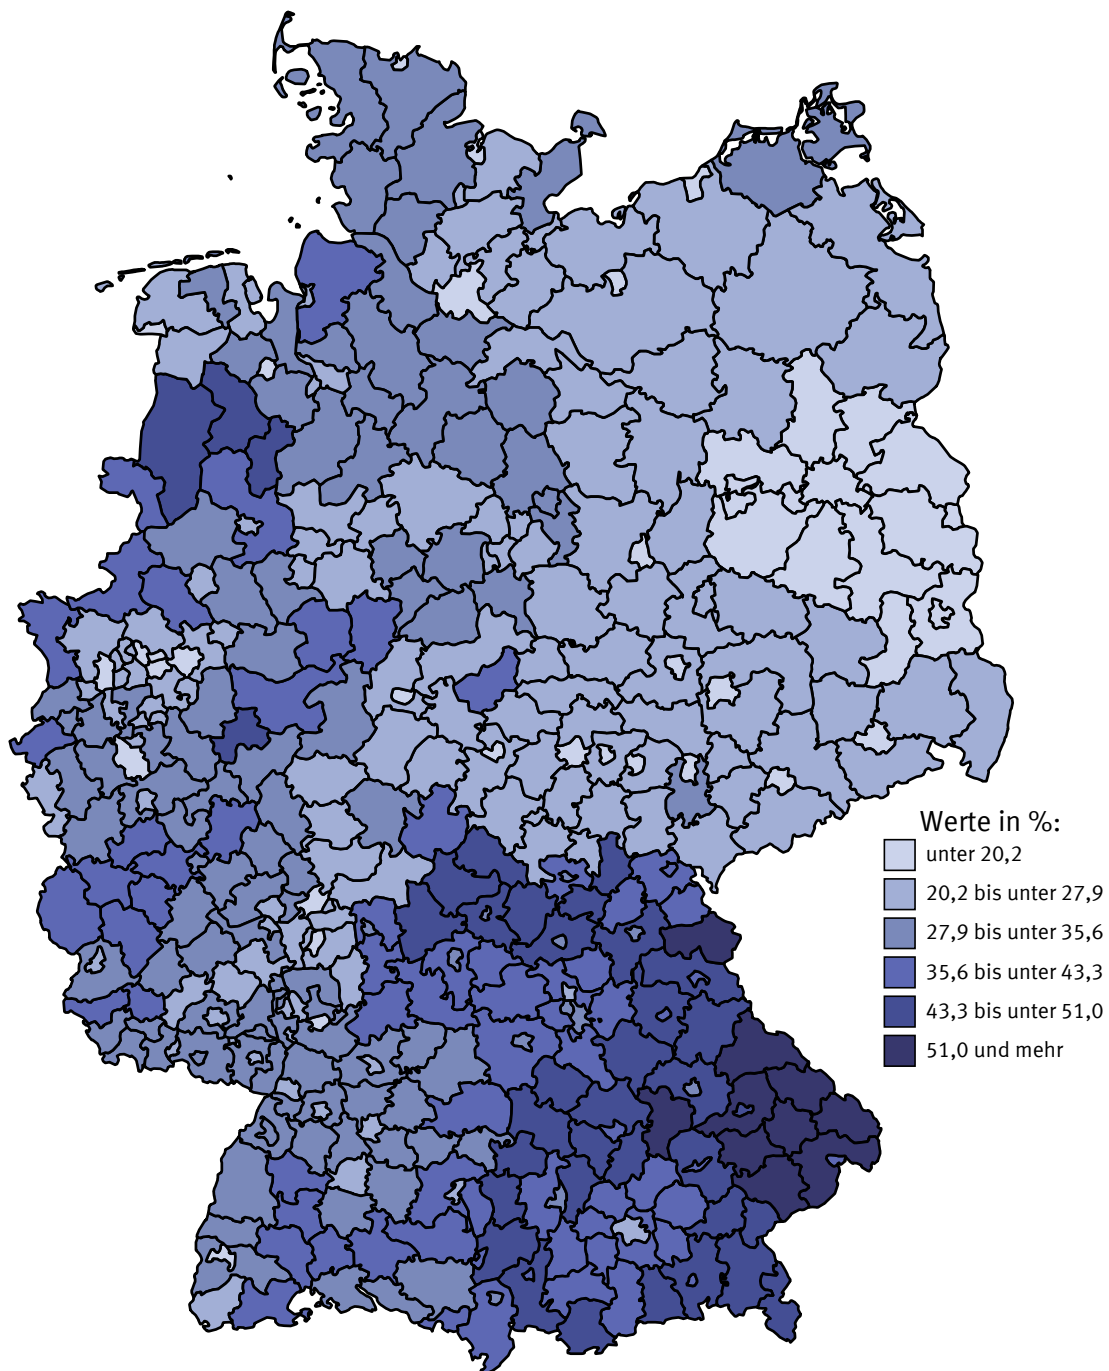 Werte in %:
unter 20,2
20,2 bis unter 27,9
27,9 bis unter 35,6
35,6 bis unter 43,3
43,3 bis unter 51,0
51,0 und mehr